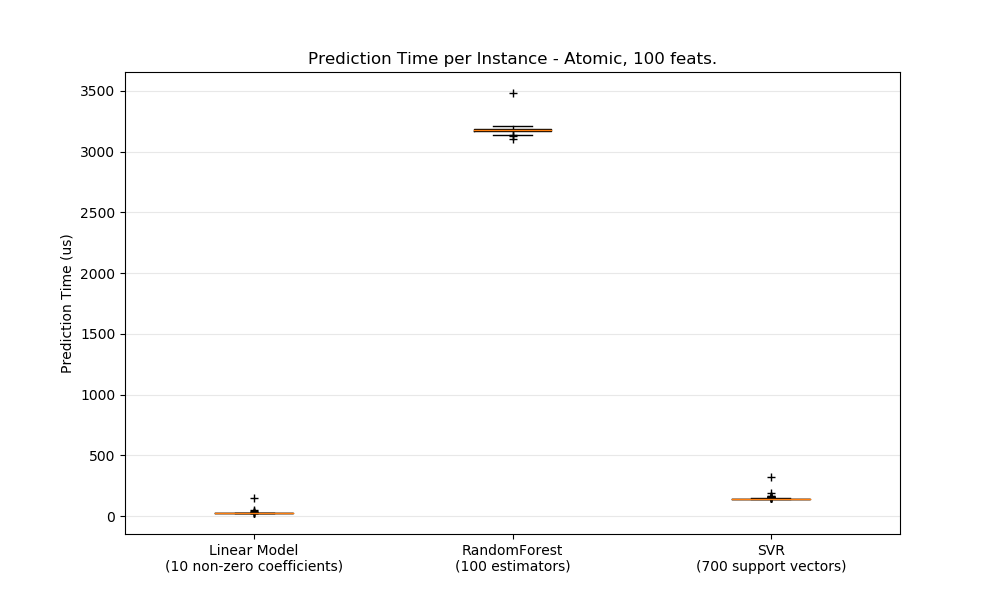 Prediction Time per Instance - Atomic, 100 feats.
Prediction Time (us)
3500
3000
2500
2000
1500
1000
500
0
Linear Model
(10 non-zero coefficients)
RandomForest
(100 estimators)
SVR
(700 support vectors)